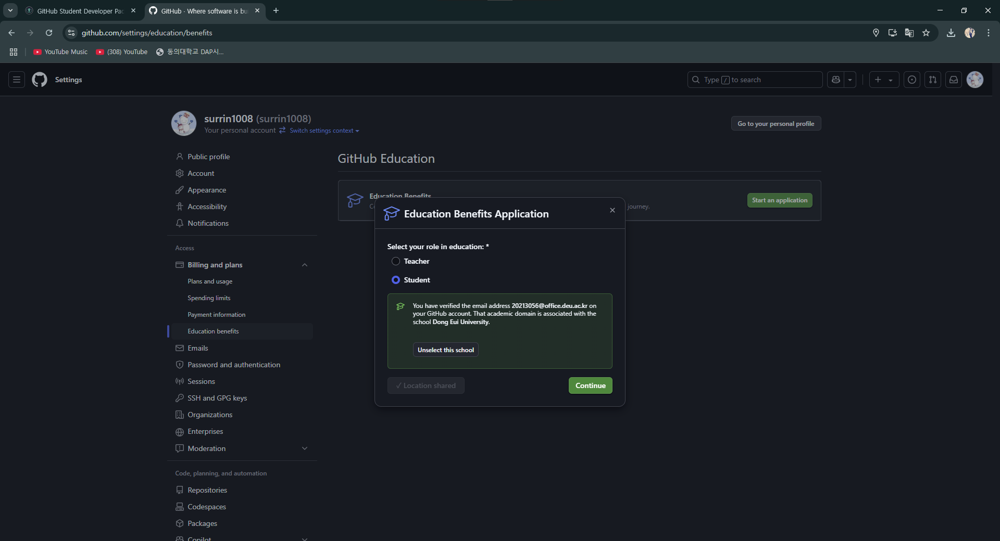 GitHub Student Developer Pac
GitHub · Where software is bu
github.com/settings/education/benefits
YouTube Music
(308) YouTube
동의대학교 DAP시...
Settings
Type / to search
surrin1008 (surrin1008)
Your personal account
Switch settings context
Go to your personal profile
Public profile
Account
Appearance
Accessibility
Notifications
Access
Billing and plans
Plans and usage
Spending limits
Payment information
Education benefits
Emails
Password and authentication
Sessions
SSH and GPG keys
Organizations
Enterprises
Moderation
Code, planning, and automation
Repositories
Codespaces
Packages
Copilot
GitHub Education
Education Benefits
journey.
Start an application
Education Benefits Application
Select your role in education: *
Teacher
Student
You have verified the email address 20213056@office.deu.ac.kr on
your GitHub account. That academic domain is associated with the
school Dong Eui University.
Unselect this school
✓ Location shared
Continue